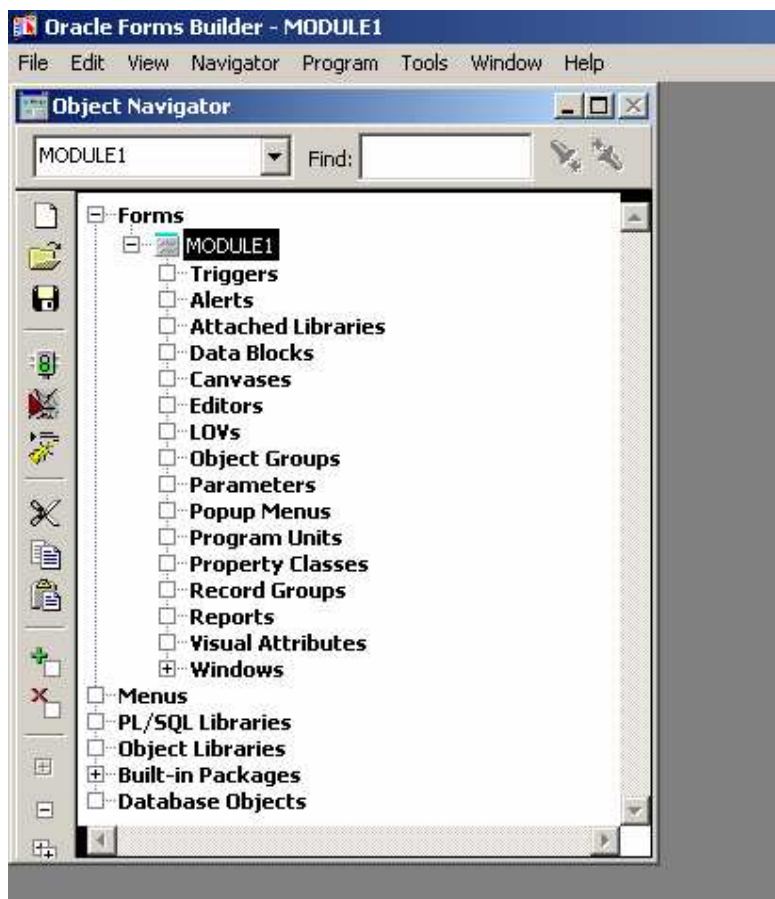 Oracle Forms Builder - MODULE1
File Edit View Navigator Program Tools Window Help
Object Navigator
MODULE1 Find:
Forms
MODULE1
Triggers
Alerts
Attached Libraries
Data Blocks
Canvases
Editors
LOVs
Object Groups
Parameters
Popup Menus
Program Units
Property Classes
Record Groups
Reports
Visual Attributes
Windows
Menus
PL/SQL Libraries
Object Libraries
Built-in Packages
Database Objects